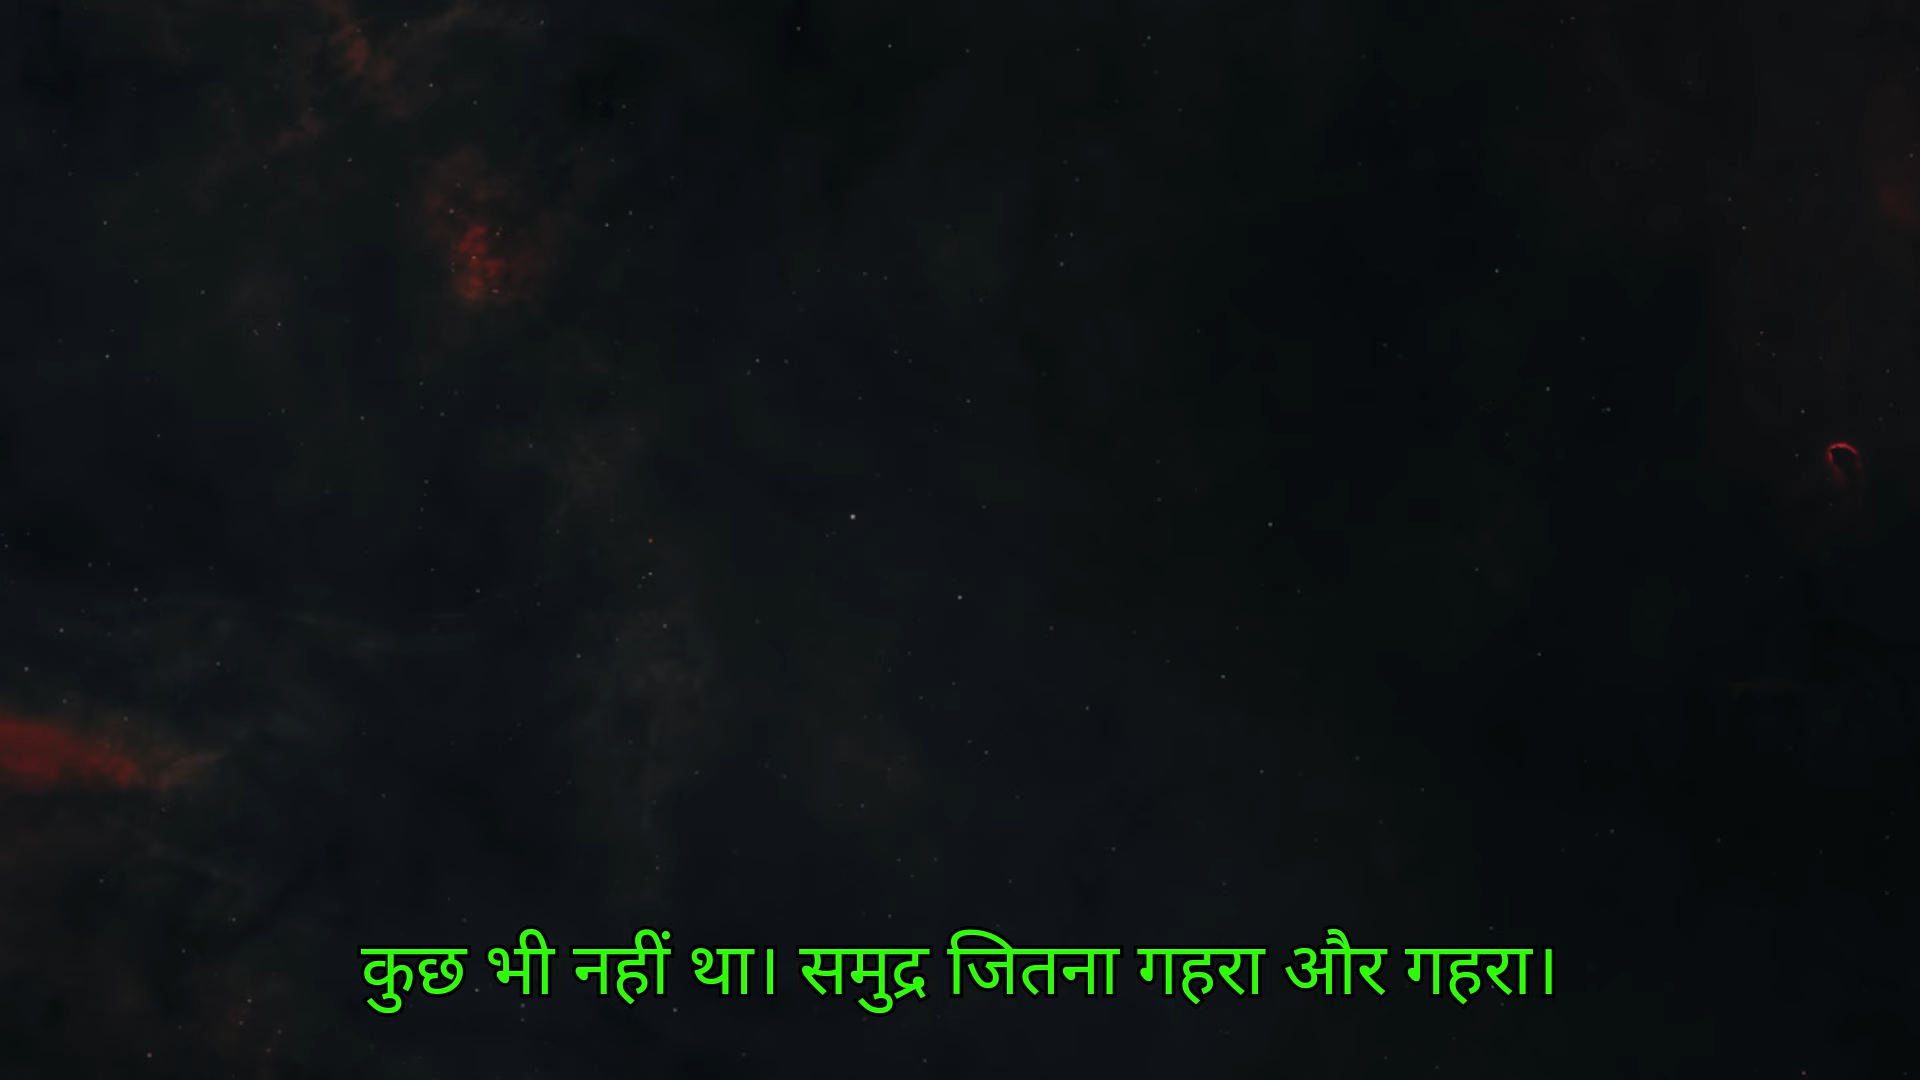 कुछ भी नहीं था। समुद्र जितना गहरा और गहरा।